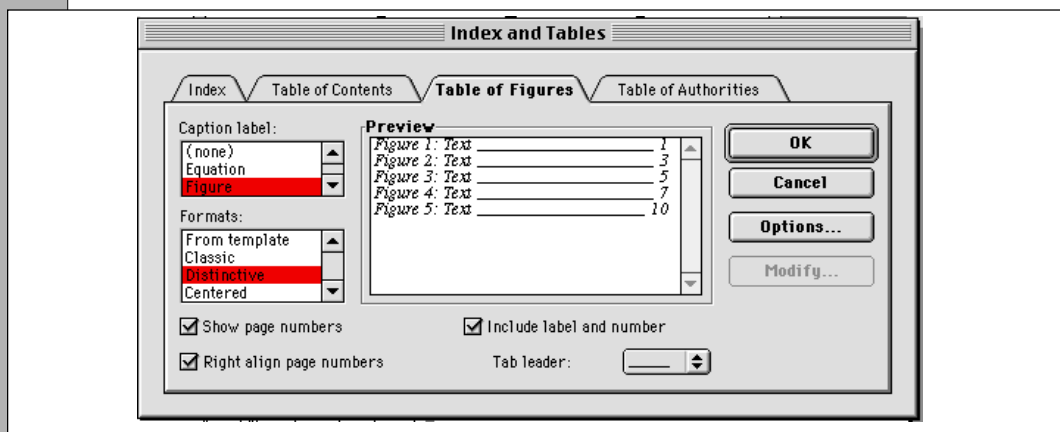 Index and Tables
Index
Table of Contents
Table of Figures
Table of Authorities
Caption label:
(none)
Equation
Figure
Formats:
From template
Classic
Distinctive
Centered
Preview
Figure 1: Text 1
Figure 2: Text 3
Figure 3: Text 5
Figure 4: Text 7
Figure 5: Text 10
OK
Cancel
Options...
Modify...
Show page numbers
Include label and number
Right align page numbers
Tab leader: